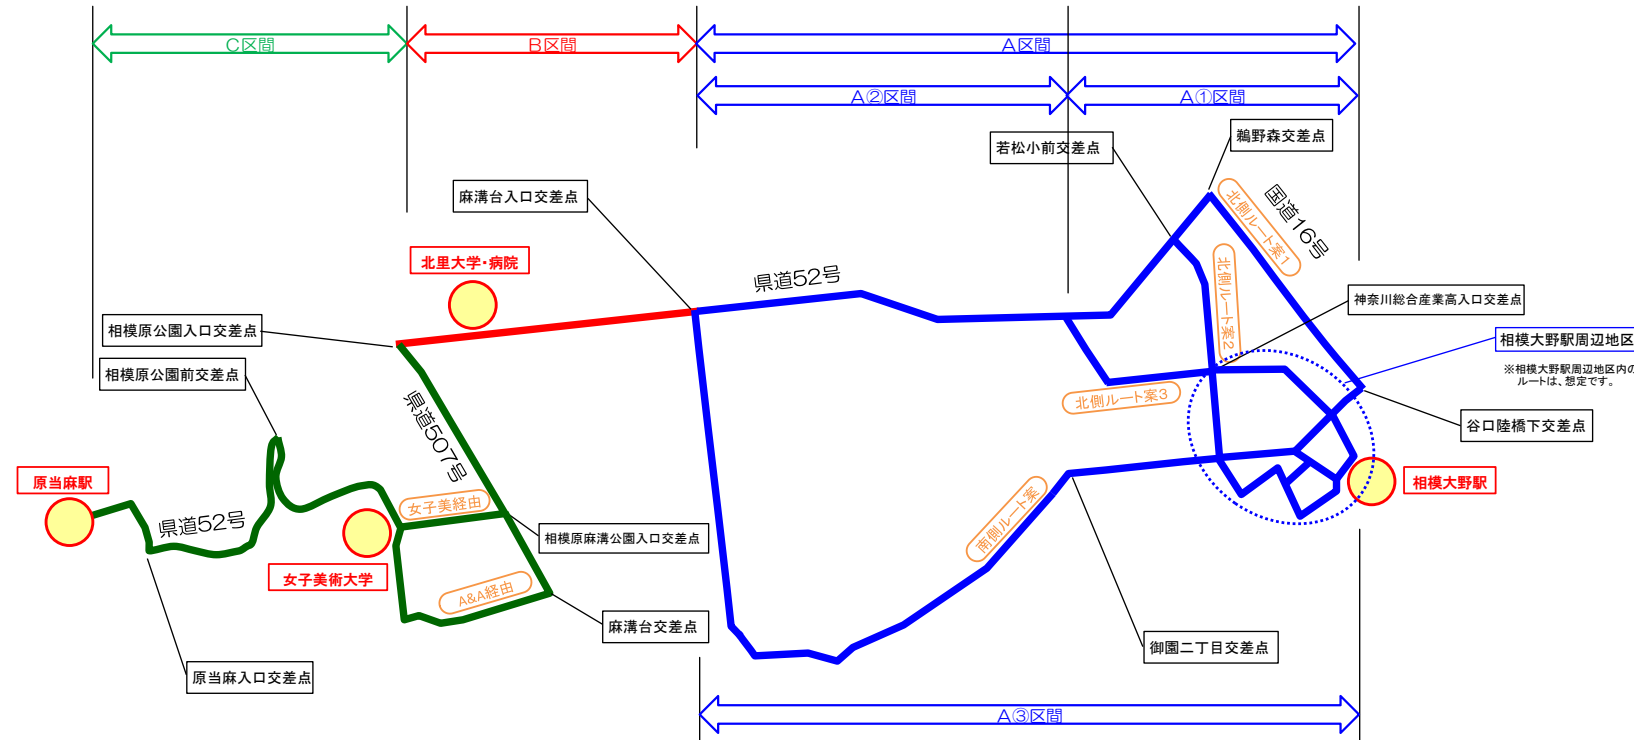 C区間
B区間
A区間
A②区間
A①区間
若松小前交差点
鵜野森交差点
麻溝台入口交差点
国道16号
北側ルート案1
北里大学・病院
県道52号
北側ルート案2
神奈川総合産業高入口交差点
相模原公園入口交差点
相模大野駅周辺地区
相模原公園前交差点
※相模大野駅周辺地区内の
ルートは、想定です。
県道507号
北側ルート案3
谷口陸橋下交差点
原当麻駅
相模大野駅
女子美経由
南側ルート案
県道52号
相模原麻溝公園入口交差点
女子美術大学
A&A経由
麻溝台交差点
御園二丁目交差点
原当麻入口交差点
A③区間